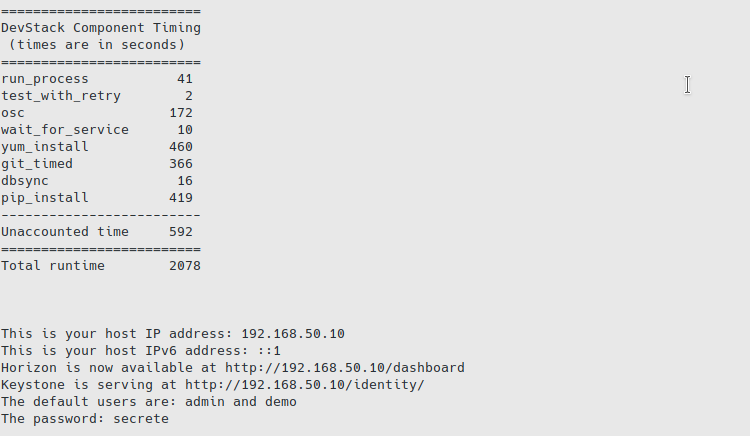 =========================
DevStack Component Timing
 (times are in seconds)
=========================
run_process           41
test_with_retry        2
osc                  172
wait_for_service      10
yum_install          460
git_timed            366
dbsync                16
pip_install          419
-------------------------
Unaccounted time     592
=========================
Total runtime        2078

This is your host IP address: 192.168.50.10
This is your host IPv6 address: ::1
Horizon is now available at http://192.168.50.10/dashboard
Keystone is serving at http://192.168.50.10/identity/
The default users are: admin and demo
The password: secrete